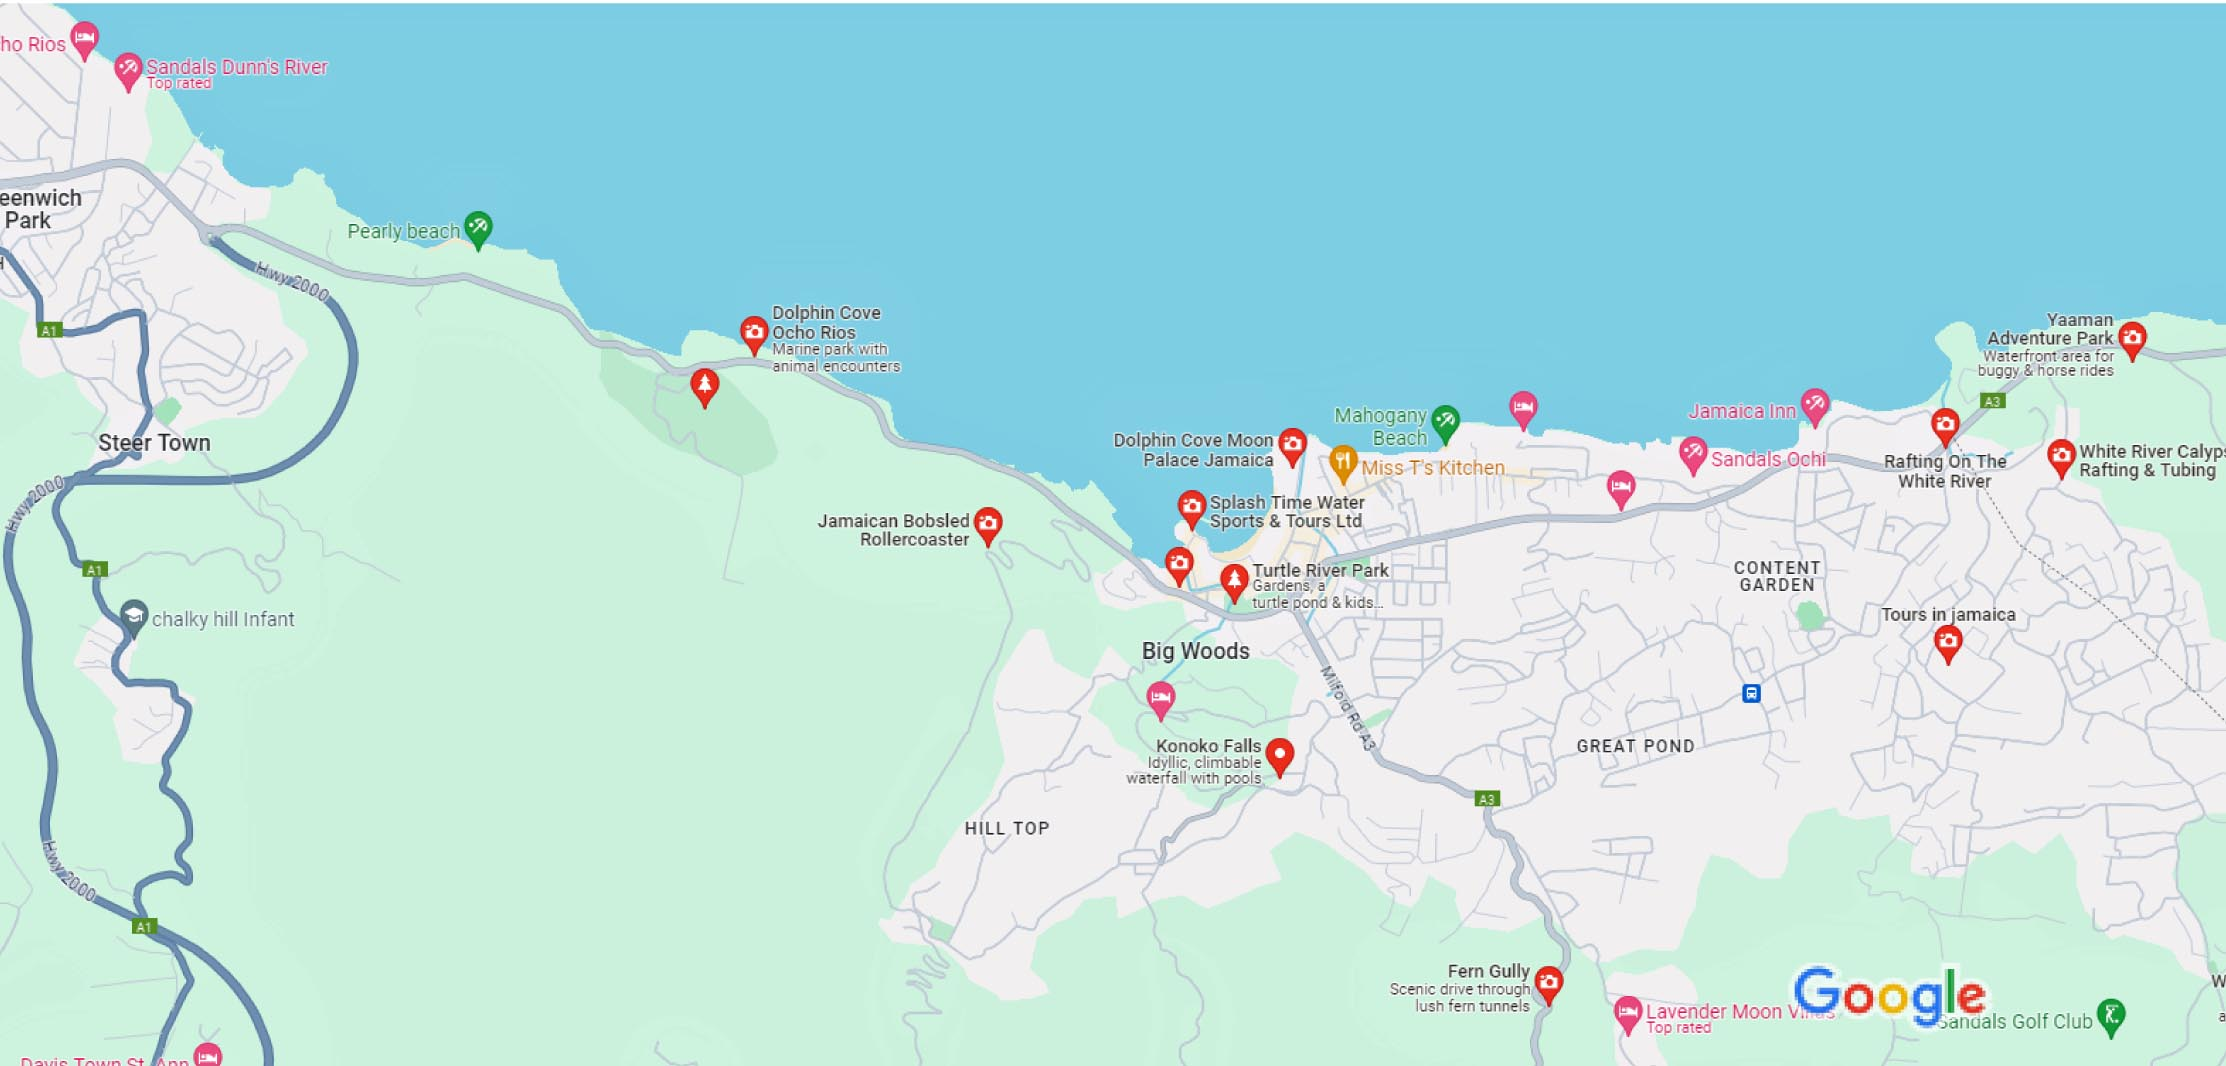 ho Rios
Sandals Dunn's River
Top rated
eenwich
Park
Pearly beach
Hwy 2000
A1
Dolphin Cove
Ocho Rios
Marine park with
animal encounters
Yaaman
Adventure Park
Waterfront area for
buggy & horse rides
A3
Jamaica Inn
Mahogany
Beach
Steer Town
Dolphin Cove Moon
Palace Jamaica
Miss T's Kitchen
Sandals Ochi
Rafting On The
White River
White River Calyps
Rafting & Tubing
Hwy 2000
Jamaican Bobsled
Rollercoaster
Splash Time Water
Sports & Tours Ltd
A1
Turtle River Park
Gardens, a
turtle pond & kids...
CONTENT
GARDEN
chalky hill Infant
Tours in jamaica
Big Woods
Milford Rd A3
Konoko Falls
Idyllic, climbable
waterfall with pools
GREAT POND
A3
HILL TOP
Hwy 2000
A1
Fern Gully
Scenic drive through
lush fern tunnels
Google
Lavender Moon Villas
Top rated
Sandals Golf Club
Davis Town St. Ann